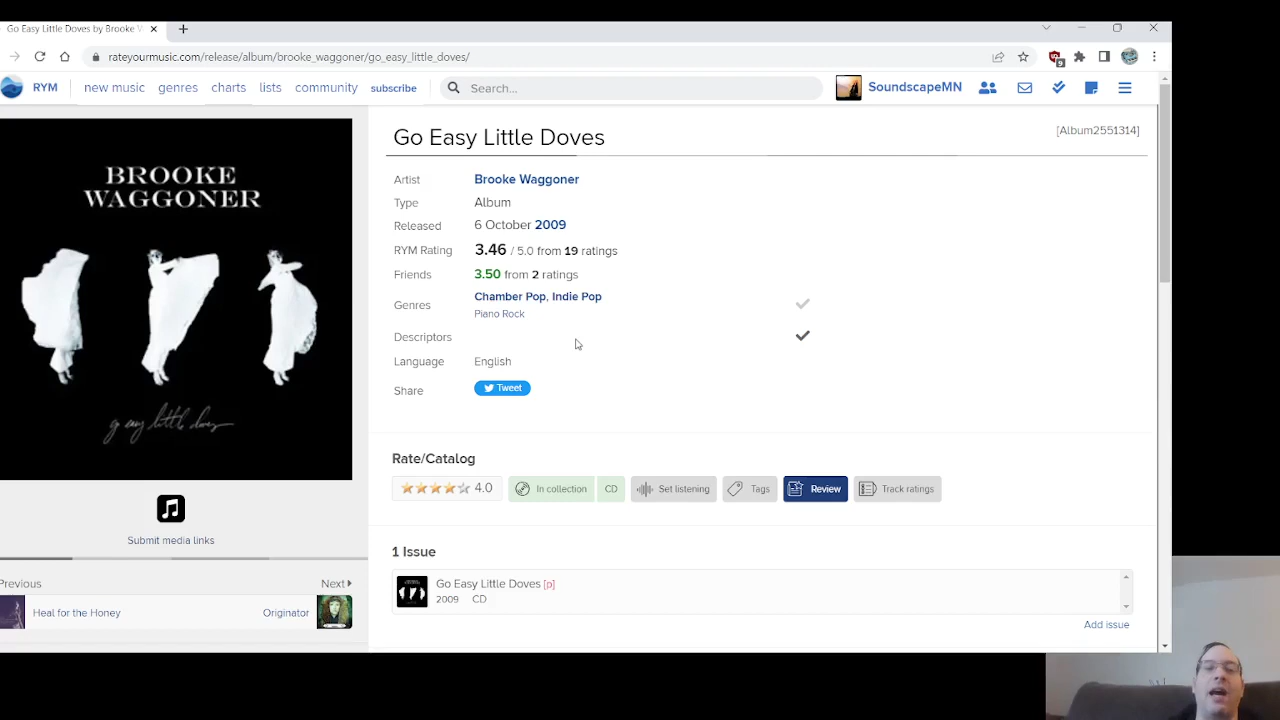 Go Easy Little Doves by Brooke W
rateyourmusic.com/release/album/brooke_waggoner/go_easy_little_doves/
9
RYM
new music
genres
charts
lists
community
subscribe
Search...
SoundscapeMN
BROOKE
WAGGONER
go easy little doves
Submit media links
Previous
Next
Heal for the Honey
Originator
Go Easy Little Doves
[Album2551314]
Artist
Brooke Waggoner
Type
Album
Released
6 October 2009
RYM Rating
3.46 / 5.0 from 19 ratings
Friends
3.50 from 2 ratings
Genres
Chamber Pop, Indie Pop
Piano Rock
Descriptors
Language
English
Share
Tweet
Rate/Catalog
4.0
In collection
CD
Set listening
Tags
Review
Track ratings
1 Issue
Go Easy Little Doves [p]
2009 CD
Add issue